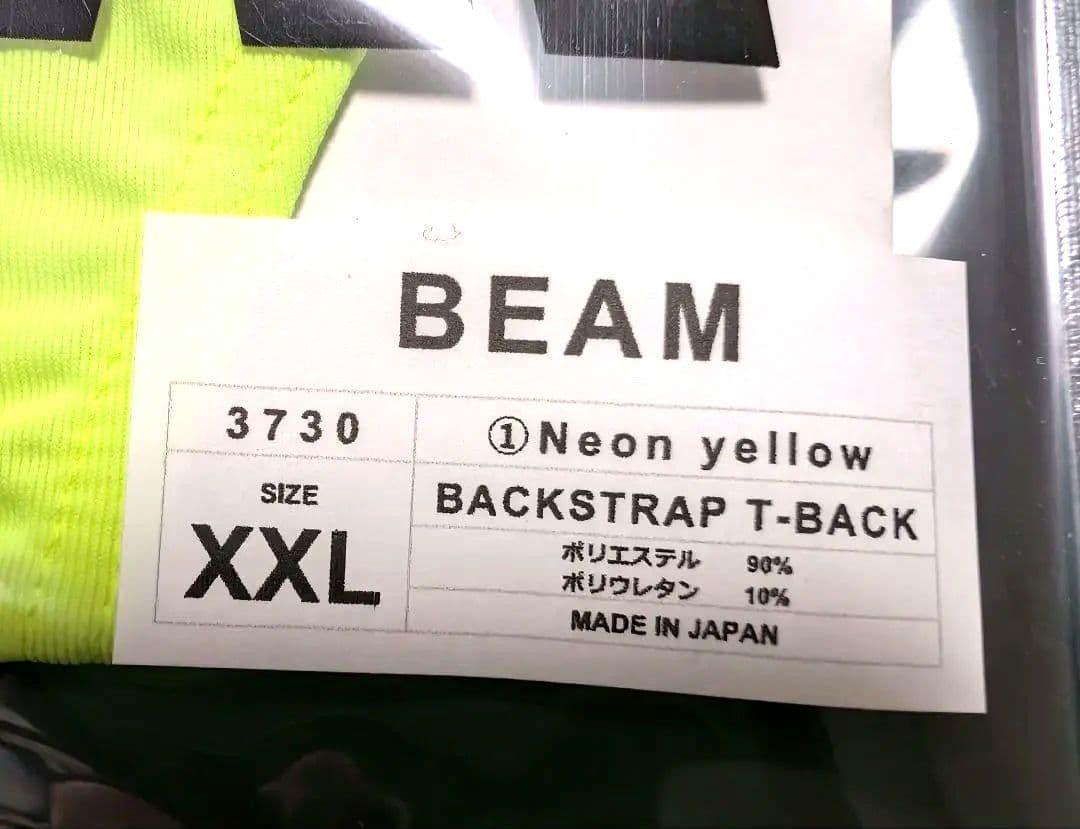 BEAM
3730
①Neon yellow
SIZE
XXL
BACKSTRAP T-BACK
ポリエステル 90%
ポリウレタン 10%
MADE IN JAPAN